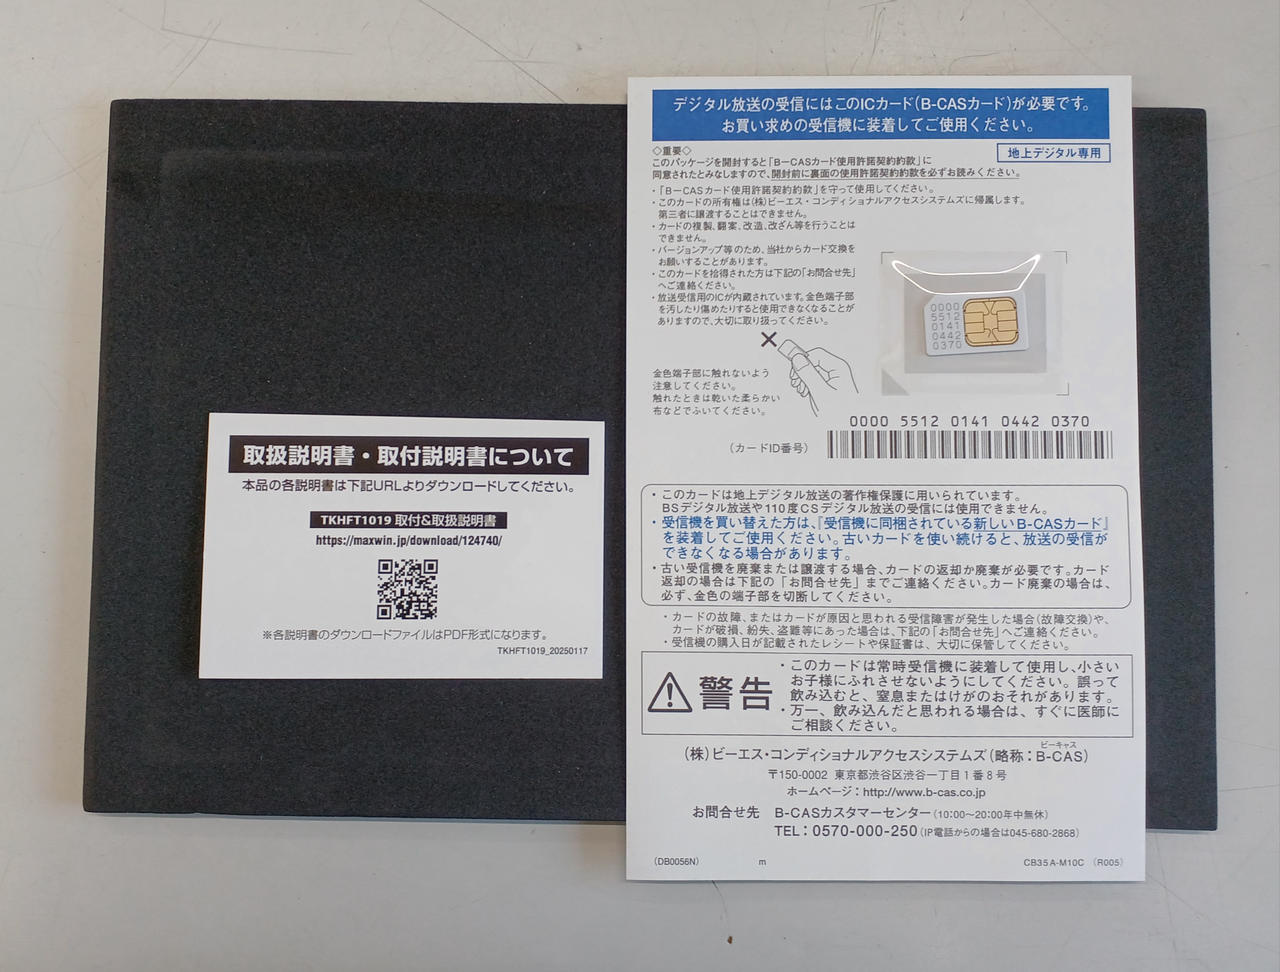 取扱説明書・取付説明書について
本品の各説明書は下記URLよりダウンロードしてください。
TKHFT1019 取付&取扱説明書
https://maxwin.jp/download/124740/
※各説明書のダウンロードファイルはPDF形式になります。
TKHFT1019_20250117
デジタル放送の受信にはこのICカード(B-CASカード)が必要です。
お買い求めの受信機に装着してご使用ください。
◇重要◇
地上デジタル専用
このパッケージを開封すると「B-CASカード使用許諾契約約款」に
同意されたとみなしますので、開封前に裏面の使用許諾契約約款を必ずお読みください。
・「B-CASカード使用許諾契約約款」を守って使用してください。
・このカードの所有権は(株)ビーエス・コンディショナルアクセスシステムズに帰属します。
第三者に譲渡することはできません。
・カードの複製、翻案、改造、改ざん等を行うことは
できません。
・バージョンアップ等のため、当社からカード交換を
お願いすることがあります。
・このカードを拾得された方は下記の「お問合せ先」
へご連絡ください。
・放送受信用のICが内蔵されています。金色端子部
を汚したり傷めたりすると使用できなくなることが
ありますので、大切に取り扱ってください。
0000
5512
0141
0442
0370
金色端子部に触れないよう
注意してください。
触れたときは乾いた柔らかい
布などでふいてください。
0000 5512 0141 0442 0370
(カードID番号)
・このカードは地上デジタル放送の著作権保護に用いられています。
BSデジタル放送や110度CSデジタル放送の受信には使用できません。
・受信機を買い替えた方は、『受信機に同梱されている新しいB-CASカード』
を装着してご使用ください。古いカードを使い続けると、放送の受信が
できなくなる場合があります。
・古い受信機を廃棄または譲渡する場合、カードの返却か廃棄が必要です。カード
返却の場合は下記の「お問合せ先」までご連絡ください。カード廃棄の場合は、
必ず、金色の端子部を切断してください。
・カードの故障、またはカードが原因と思われる受信障害が発生した場合(故障交換)や、
カードが破損、紛失、盗難等にあった場合は、下記の「お問合せ先」へご連絡ください。
・受信機の購入日が記載されたレシートや保証書は、大切に保管してください。
警告
・このカードは常時受信機に装着して使用し、小さい
お子様にふれさせないようにしてください。誤って
飲み込むと、窒息またはけがのおそれがあります。
・万一、飲み込んだと思われる場合は、すぐに医師に
ご相談ください。
ビーキャス
(株)ビーエス・コンディショナルアクセスシステムズ(略称:B-CAS)
〒150-0002 東京都渋谷区渋谷一丁目1番8号
ホームページ:http://www.b-cas.co.jp
お問合せ先 B-CASカスタマーセンター(10:00~20:00年中無休)
TEL:0570-000-250(IP電話からの場合は045-680-2868)
(DB0056N) m CB35A-M10C (R005)